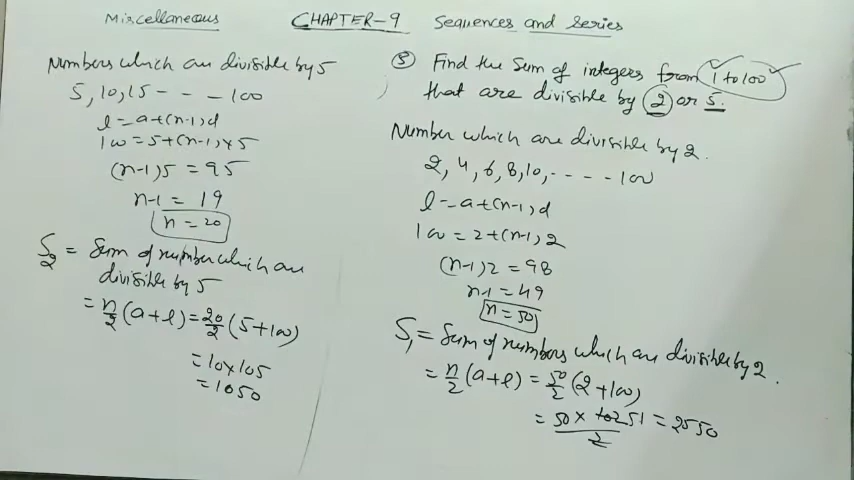 Miscellaneous CHAPTER-9 Sequences and series
⑤ Find the sum of integers from 1 to 100
that are divisible by 2 or 5.
Number which are divisible by 2.
2, 4, 6, 8, 10, - - - - 100
l = a+(n-1)d
100 = 2+(n-1)2
(n-1)2 = 98
n-1 = 49
n = 50
S₁ = Sum of numbers which are divisible by 2.
= n/2 (a+l) = 50/2 (2+100)
= 50 × 102 51 / 2 = 2550
Numbers which are divisible by 5
5, 10, 15 - - - 100
l = a+(n-1)d
100 = 5+(n-1)×5
(n-1)5 = 95
n-1 = 19
n = 20
S₂ = Sum of number which are
divisible by 5
= n/2 (a+l) = 20/2 (5+100)
= 10×105
= 1050